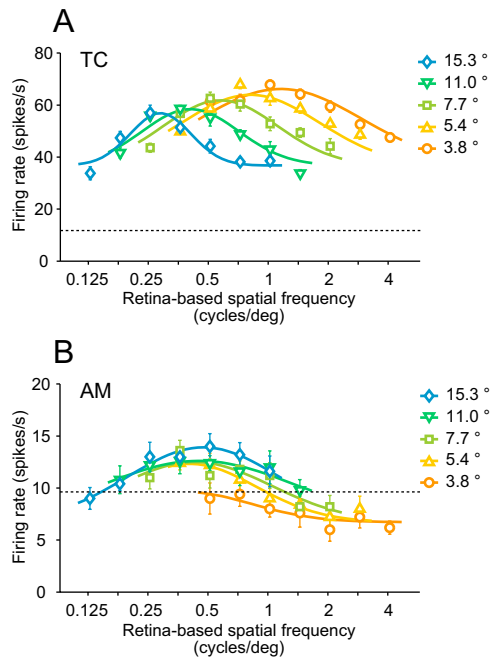 A
TC
80
60
40
20
0
Firing rate (spikes/s)
0.125 0.25 0.5 1 2 4
Retina-based spatial frequency
(cycles/deg)
15.3 °
11.0 °
7.7 °
5.4 °
3.8 °
B
AM
20
15
10
5
0
Firing rate (spikes/s)
0.125 0.25 0.5 1 2 4
Retina-based spatial frequency
(cycles/deg)
15.3 °
11.0 °
7.7 °
5.4 °
3.8 °